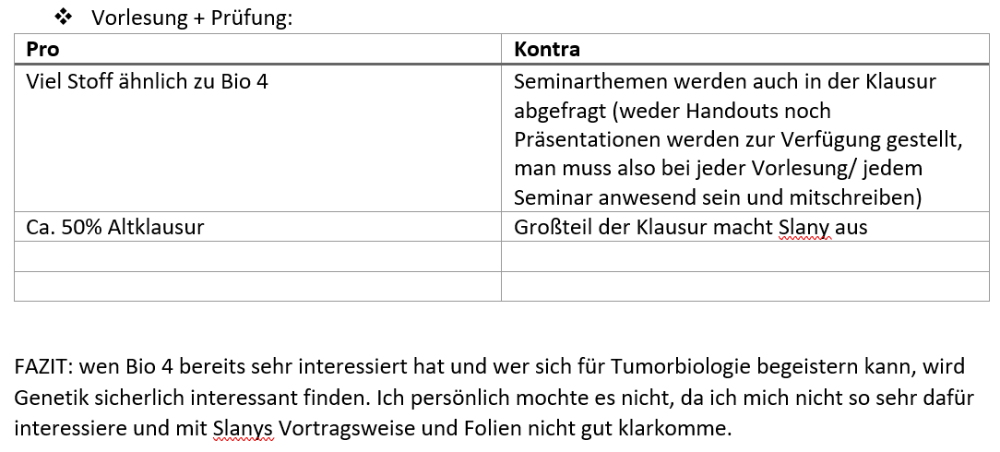 ❖ Vorlesung + Prüfung:
Pro Kontra
Viel Stoff ähnlich zu Bio 4 Seminarthemen werden auch in der Klausur
abgefragt (weder Handouts noch
Präsentationen werden zur Verfügung gestellt,
man muss also bei jeder Vorlesung/ jedem
Seminar anwesend sein und mitschreiben)
Ca. 50% Altklausur Großteil der Klausur macht Slany aus
FAZIT: wen Bio 4 bereits sehr interessiert hat und wer sich für Tumorbiologie begeistern kann, wird
Genetik sicherlich interessant finden. Ich persönlich mochte es nicht, da ich mich nicht so sehr dafür
interessiere und mit Slanys Vortragsweise und Folien nicht gut klarkomme.